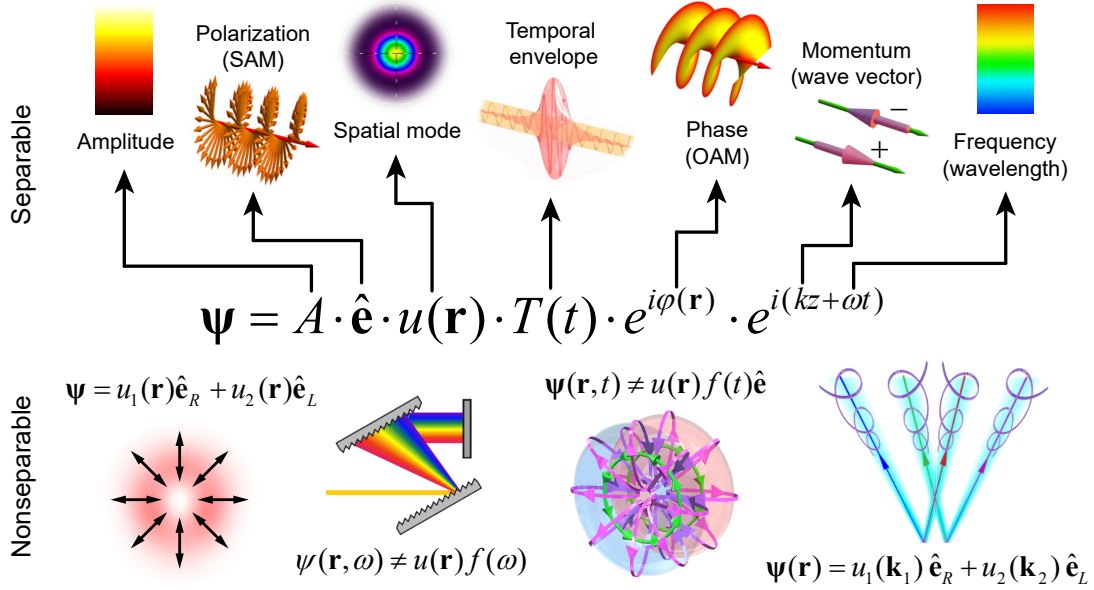 Separable
Amplitude
Polarization
(SAM)
Spatial mode
Temporal
envelope
Phase
(OAM)
Momentum
(wave vector)
−
+
Frequency
(wavelength)
𝛙 = A · ê · u(𝐫) · T(t) · e^{iφ(𝐫)} · e^{i(kz+ωt)}
Nonseparable
𝛙 = u₁(𝐫)ê_R + u₂(𝐫)ê_L
ψ(𝐫, ω) ≠ u(𝐫) f(ω)
𝛙(𝐫, t) ≠ u(𝐫) f(t)ê
𝛙(𝐫) = u₁(𝐤₁) ê_R + u₂(𝐤₂) ê_L